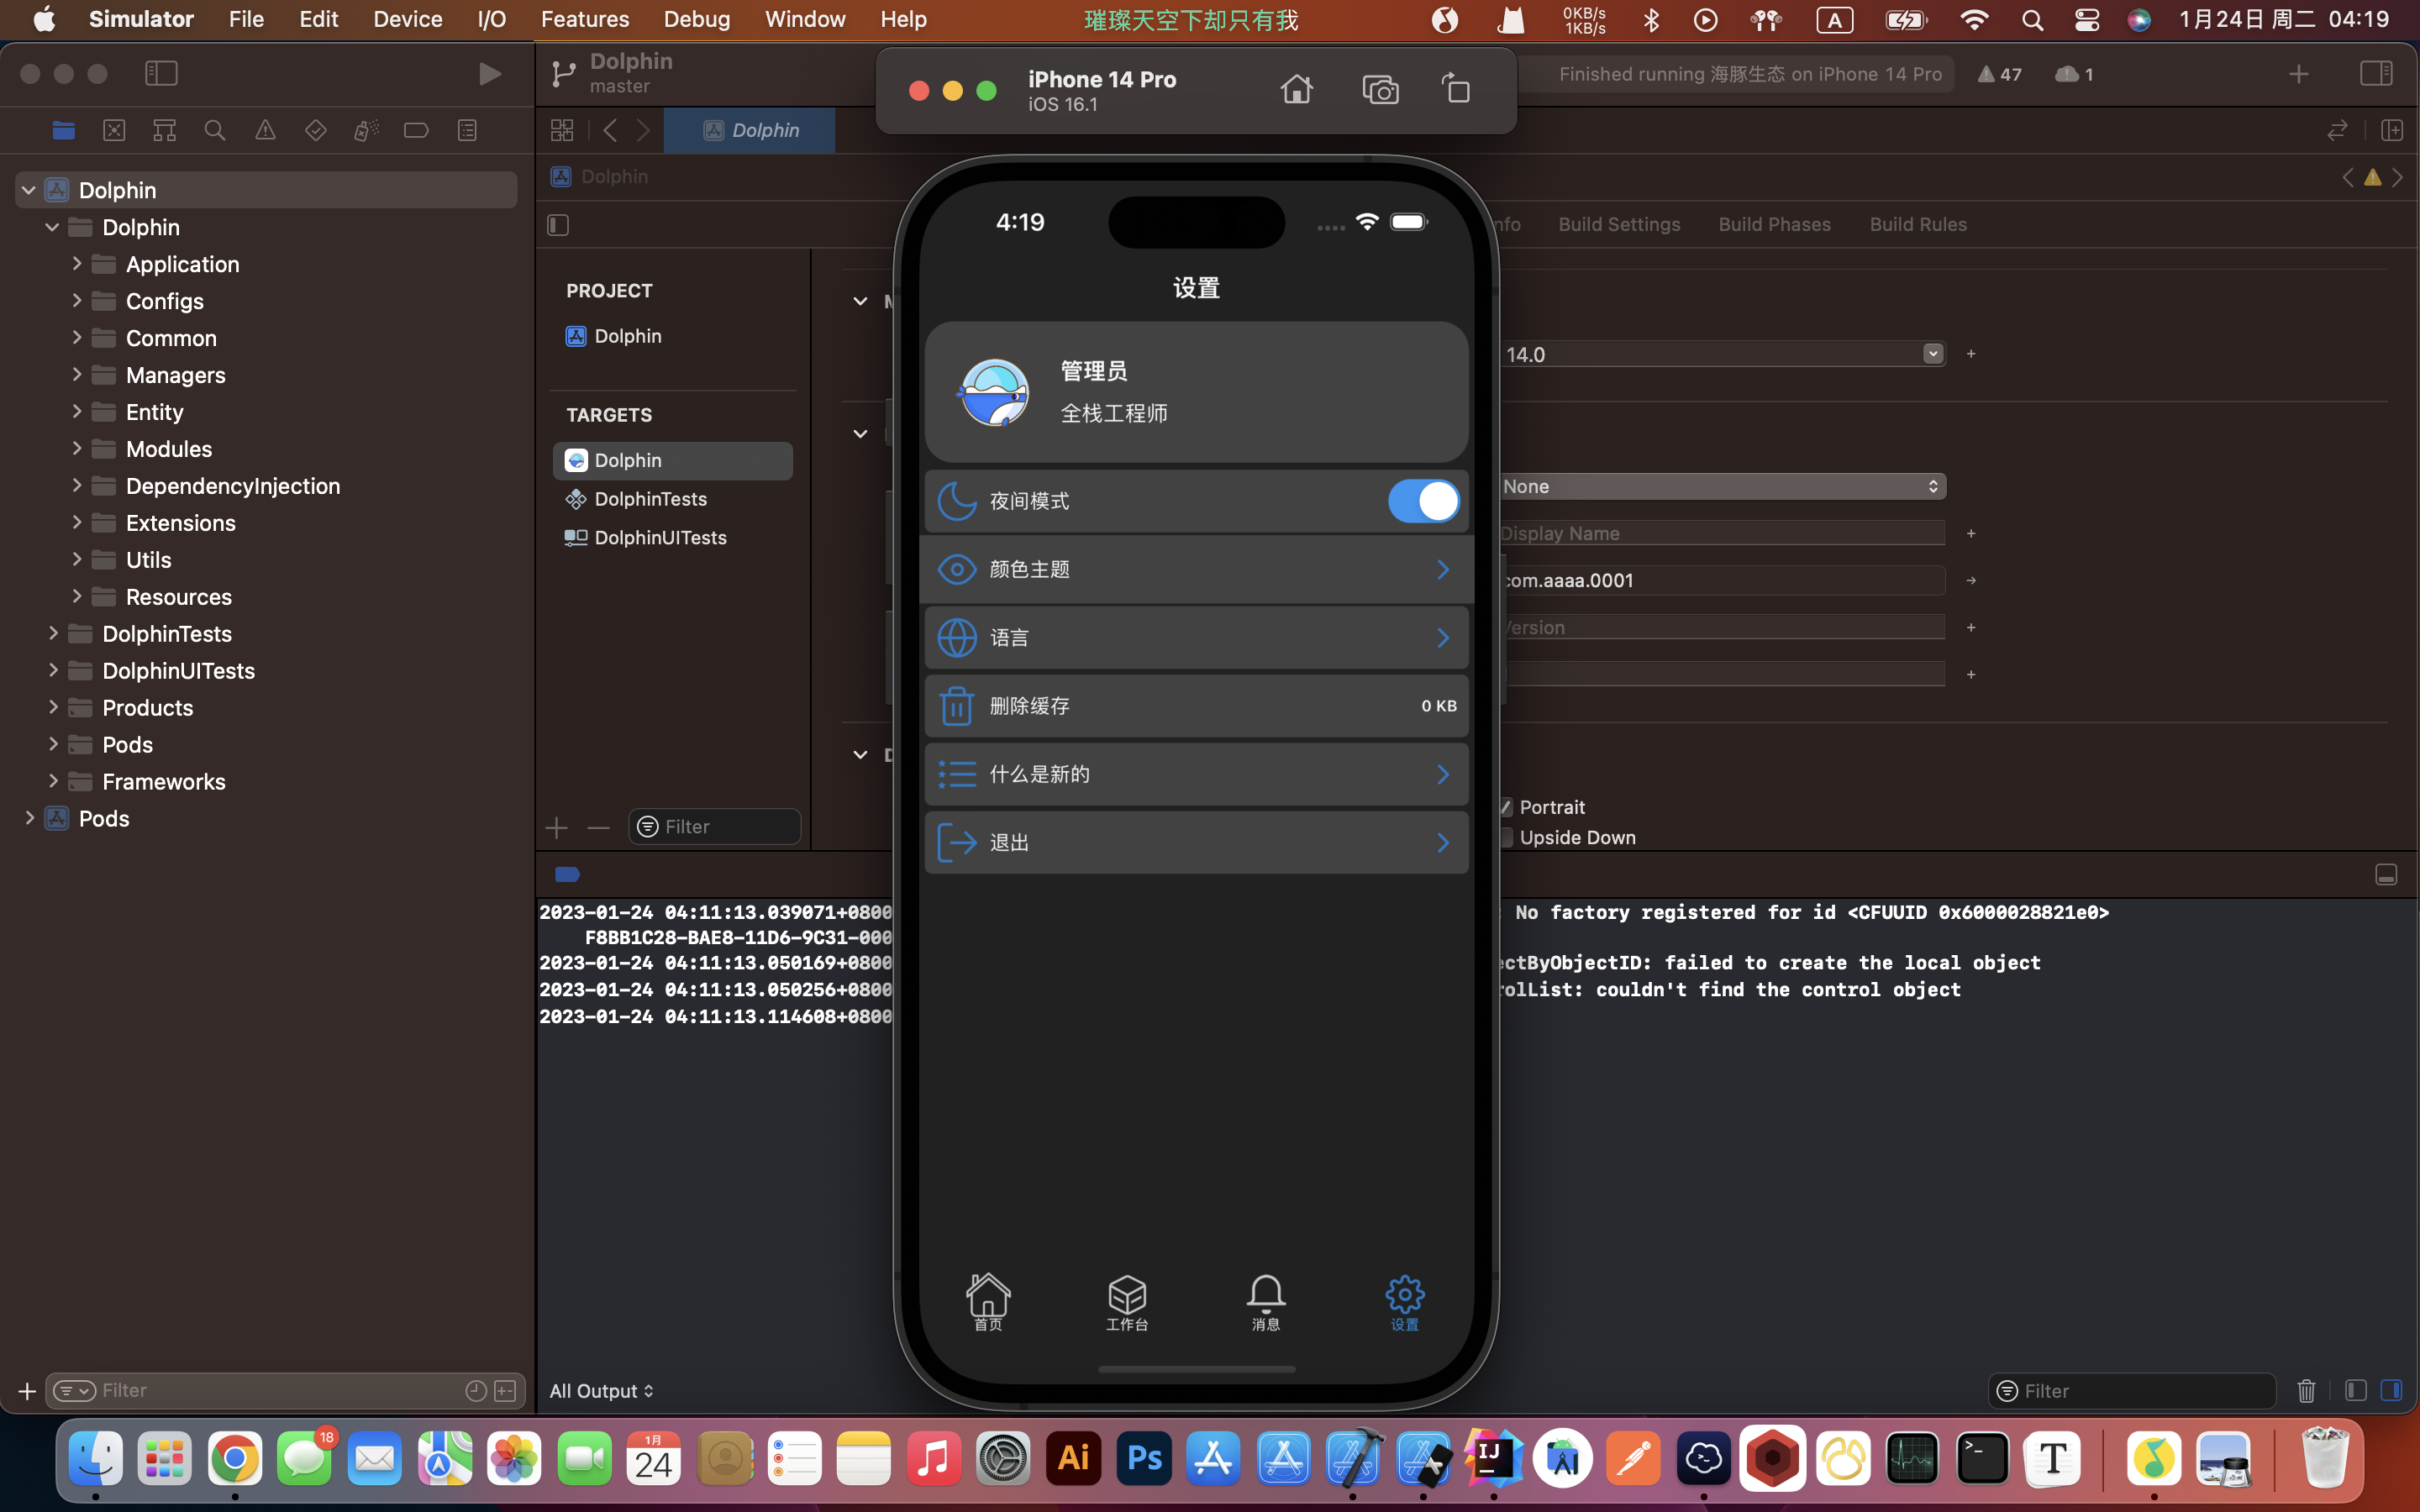 Simulator File Edit Device I/O Features Debug Window Help
璀璨天空下却只有我
0KB/s
1KB/s
A
1月24日 周二 04:19
Dolphin
master
iPhone 14 Pro
iOS 16.1
Finished running 海豚生态 on iPhone 14 Pro
47
1
Dolphin
Dolphin
Build Settings Build Phases Build Rules
Dolphin
Dolphin
Application
Configs
Common
Managers
Entity
Modules
DependencyInjection
Extensions
Utils
Resources
DolphinTests
DolphinUITests
Products
Pods
Frameworks
Pods
Filter
PROJECT
Dolphin
TARGETS
Dolphin
DolphinTests
DolphinUITests
Filter
4:19
设置
管理员
全栈工程师
夜间模式
颜色主题
语言
删除缓存
0 KB
什么是新的
退出
首页
工作台
消息
设置
14.0
None
Display Name
com.aaaa.0001
Version
Portrait
Upside Down
2023-01-24 04:11:13.039071+0800
: No factory registered for id <CFUUID 0x6000028821e0>
F8BB1C28-BAE8-11D6-9C31-000
2023-01-24 04:11:13.050169+0800
ectByObjectID: failed to create the local object
2023-01-24 04:11:13.050256+0800
rolList: couldn't find the control object
2023-01-24 04:11:13.114608+0800
All Output
Filter
18
1月
24
Ai
Ps
IJ
>_
T